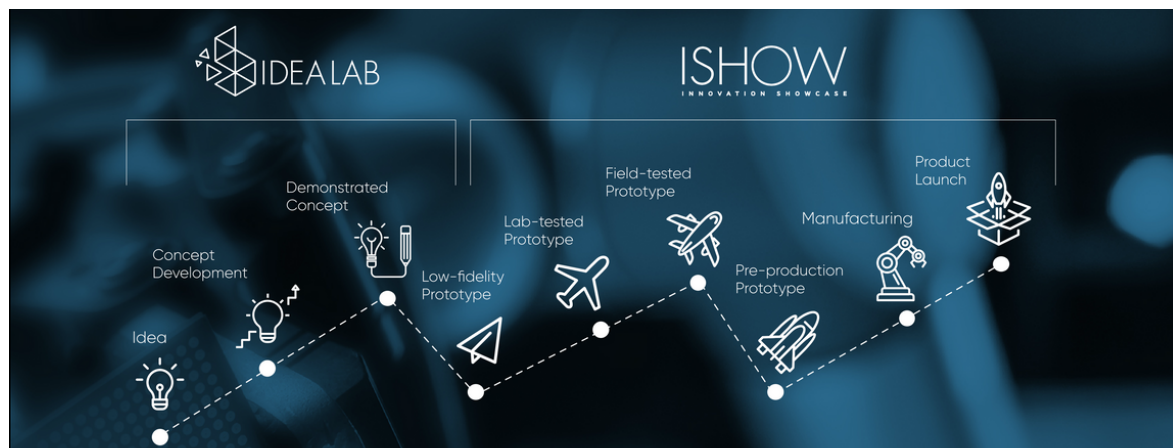 IDEALAB
ISHOW
INNOVATION SHOWCASE
Idea
Concept
Development
Demonstrated
Concept
Low-fidelity
Prototype
Lab-tested
Prototype
Field-tested
Prototype
Pre-production
Prototype
Manufacturing
Product
Launch